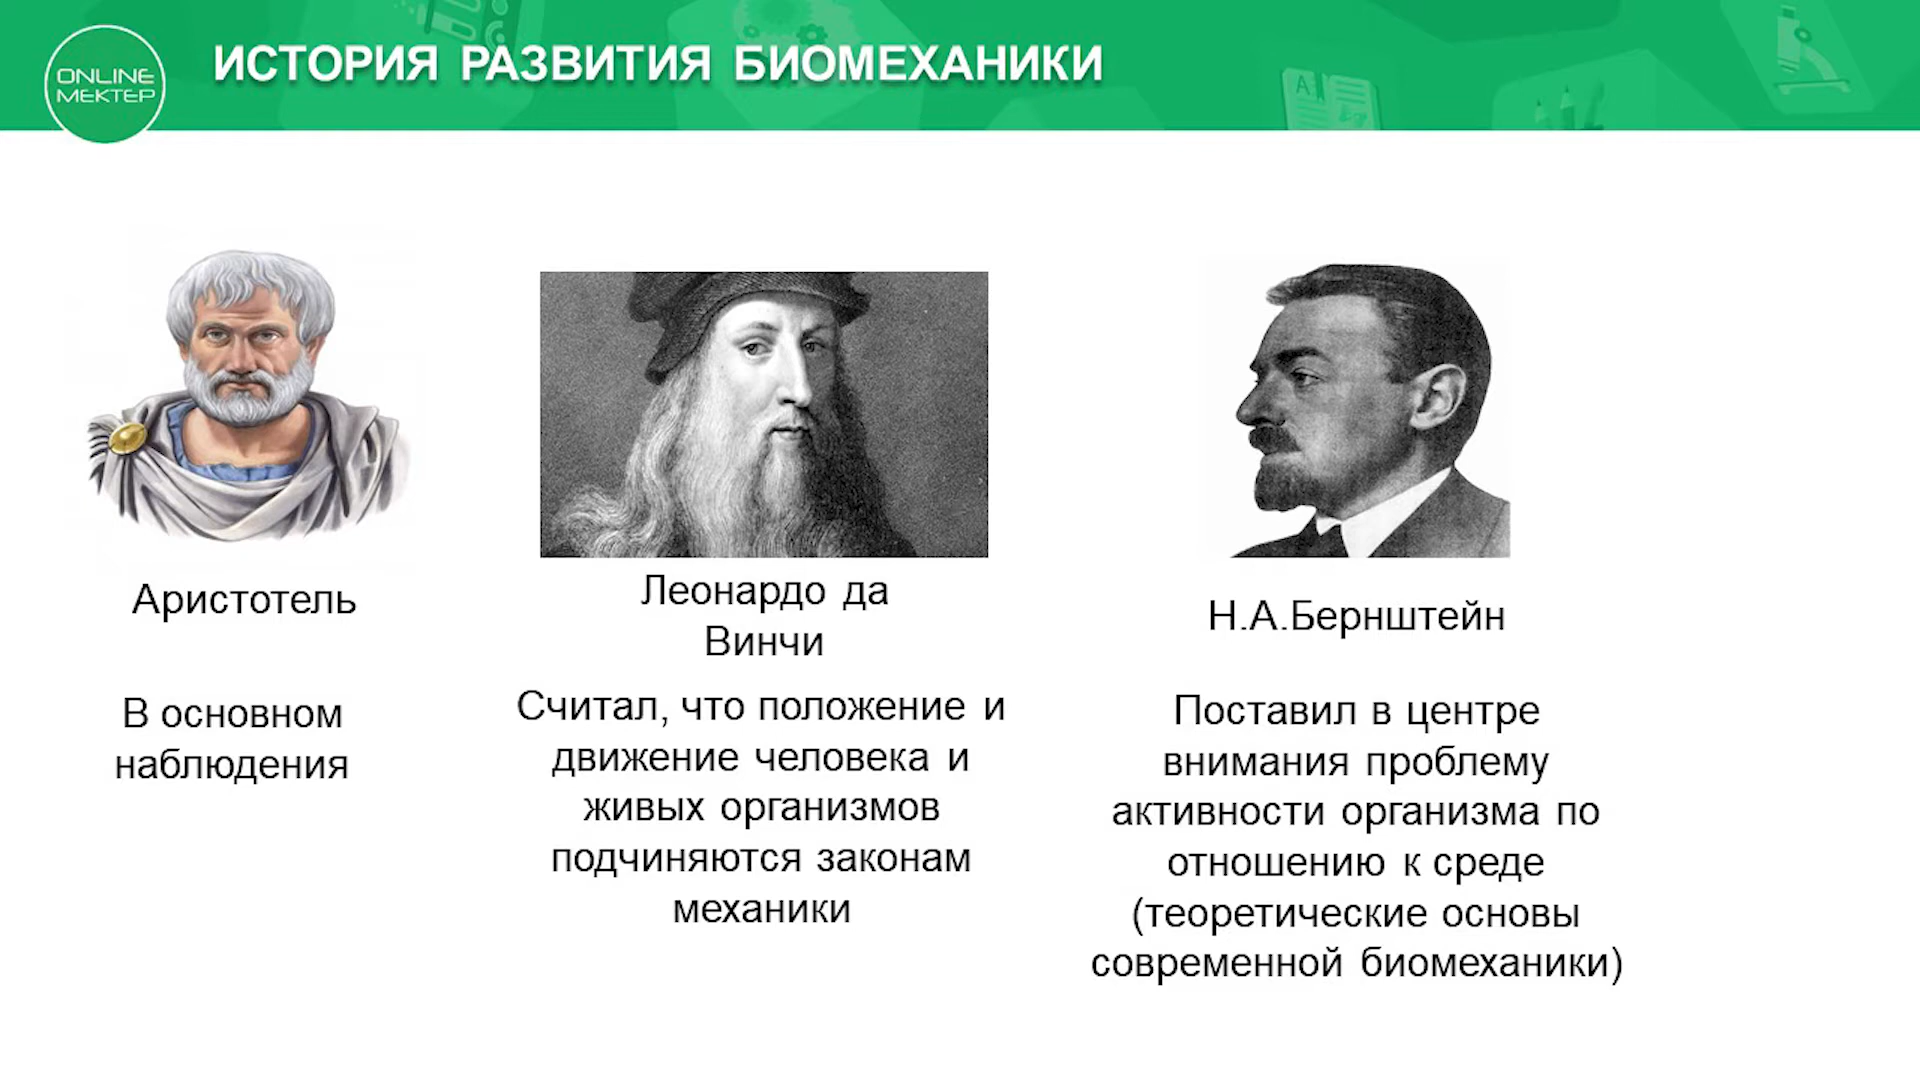 ONLINE
МЕКТЕР
ИСТОРИЯ РАЗВИТИЯ БИОМЕХАНИКИ
Аристотель
В основном
наблюдения
Леонардо да
Винчи
Считал, что положение и
движение человека и
живых организмов
подчиняются законам
механики
Н.А.Бернштейн
Поставил в центре
внимания проблему
активности организма по
отношению к среде
(теоретические основы
современной биомеханики)